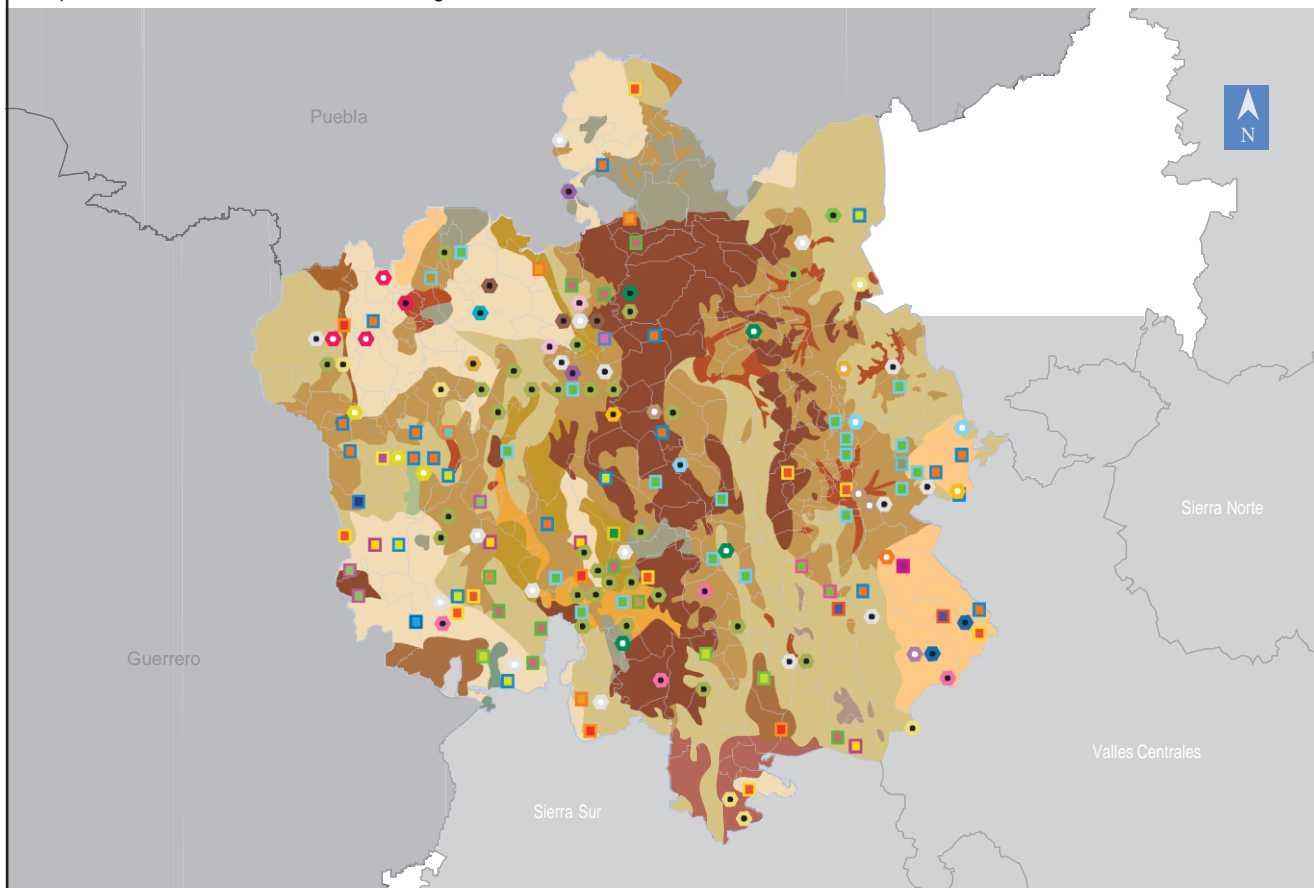 Puebla
N
Sierra Norte
Guerrero
Valles Centrales
Sierra Sur